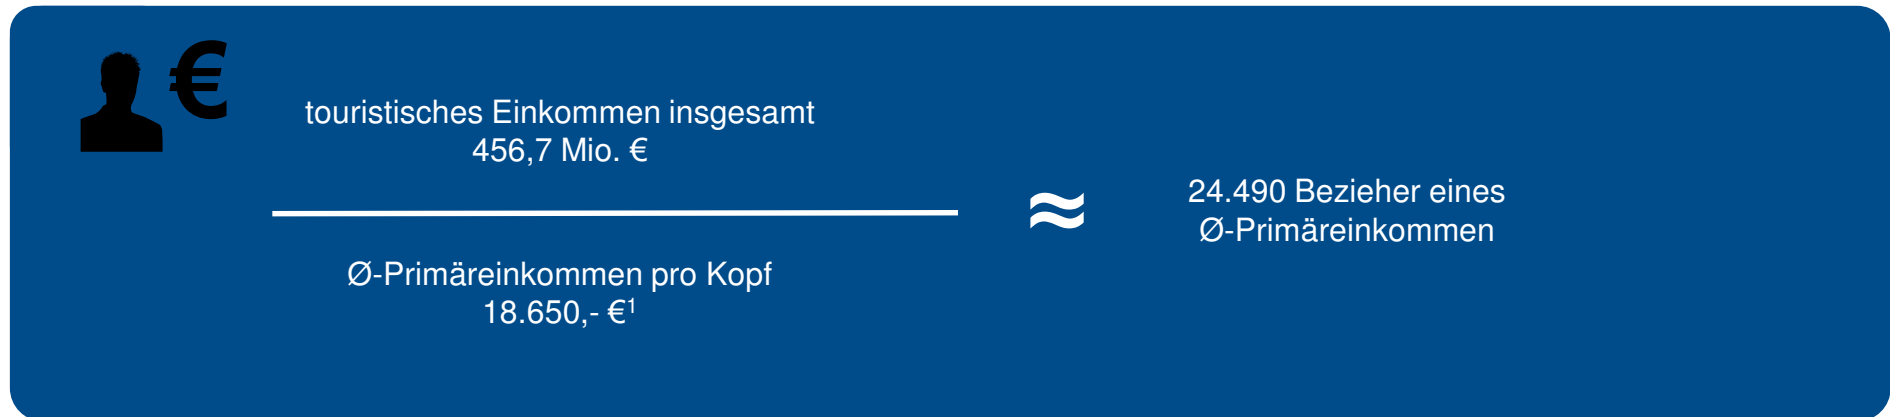 €
touristisches Einkommen insgesamt
456,7 Mio. €
≈
24.490 Bezieher eines
Ø-Primäreinkommen
Ø-Primäreinkommen pro Kopf
18.650,- €¹